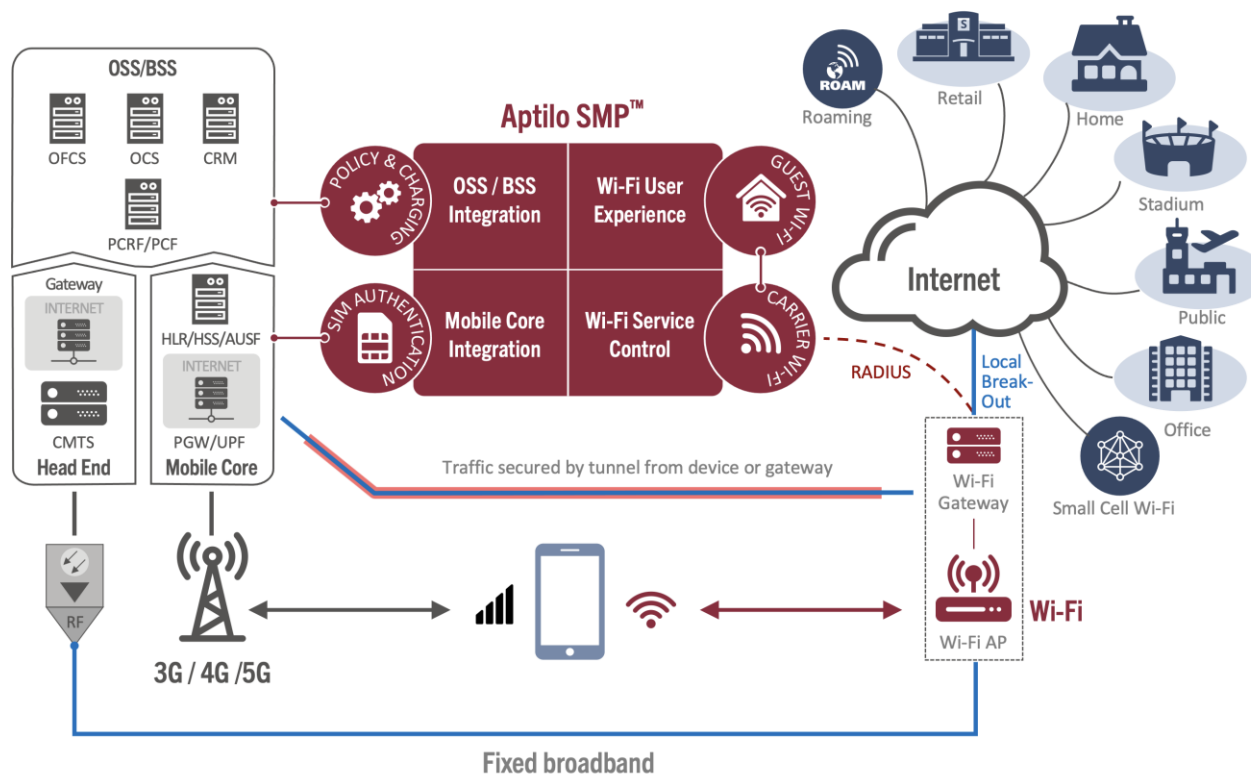 OSS/BSS
OFCS
OCS
CRM
PCRF/PCF
Gateway
INTERNET
CMTS
Head End
HLR/HSS/AUSF
INTERNET
PGW/UPF
Mobile Core
Aptilo SMP™
POLICY & CHARGING
OSS / BSS
Integration
Wi-Fi User
Experience
GUEST WI-FI
SIM AUTHENTICATION
Mobile Core
Integration
Wi-Fi Service
Control
CARRIER WI-FI
RADIUS
ROAM
Roaming
S
Retail
Home
Stadium
Public
Office
Small Cell Wi-Fi
Internet
Local
Break-
Out
Traffic secured by tunnel from device or gateway
Wi-Fi
Gateway
Wi-Fi
Wi-Fi AP
RF
3G / 4G /5G
Fixed broadband